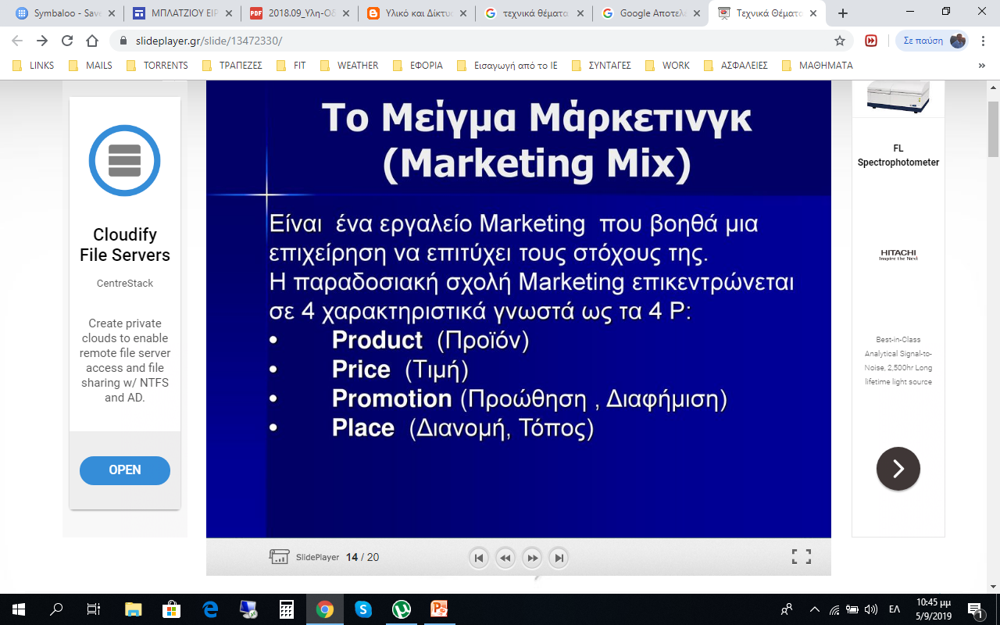 Symbaloo - Save
ΜΠΛΑΤΖΙΟΥ ΕΙΡ
2018.09_Υλη-Οδ
Υλικό και Δίκτυα
τεχνικά θέματα
Google Αποτελέ
Τεχνικά Θέματα
slideplayer.gr/slide/13472330/
Σε παύση
LINKS
MAILS
TORRENTS
ΤΡΑΠΕΖΕΣ
FIT
WEATHER
ΕΦΟΡΙΑ
Εισαγωγή από το IE
ΣΥΝΤΑΓΕΣ
WORK
ΑΣΦΑΛΕΙΕΣ
ΜΑΘΗΜΑΤΑ
»
Cloudify
File Servers
CentreStack
Create private
clouds to enable
remote file server
access and file
sharing w/ NTFS
and AD.
OPEN
Το Μείγμα Μάρκετινγκ
(Marketing Mix)
Είναι ένα εργαλείο Marketing που βοηθά μια
επιχείρηση να επιτύχει τους στόχους της.
Η παραδοσιακή σχολή Marketing επικεντρώνεται
σε 4 χαρακτηριστικά γνωστά ως τα 4 P:
• Product (Προϊόν)
• Price (Τιμή)
• Promotion (Προώθηση , Διαφήμιση)
• Place (Διανομή, Τόπος)
SlidePlayer 14 / 20
FL
Spectrophotometer
HITACHI
Inspire the Next
Best-in-Class
Analytical Signal-to-
Noise, 2,500hr Long
lifetime light source
ΕΛ
10:45 μμ
5/9/2019
1